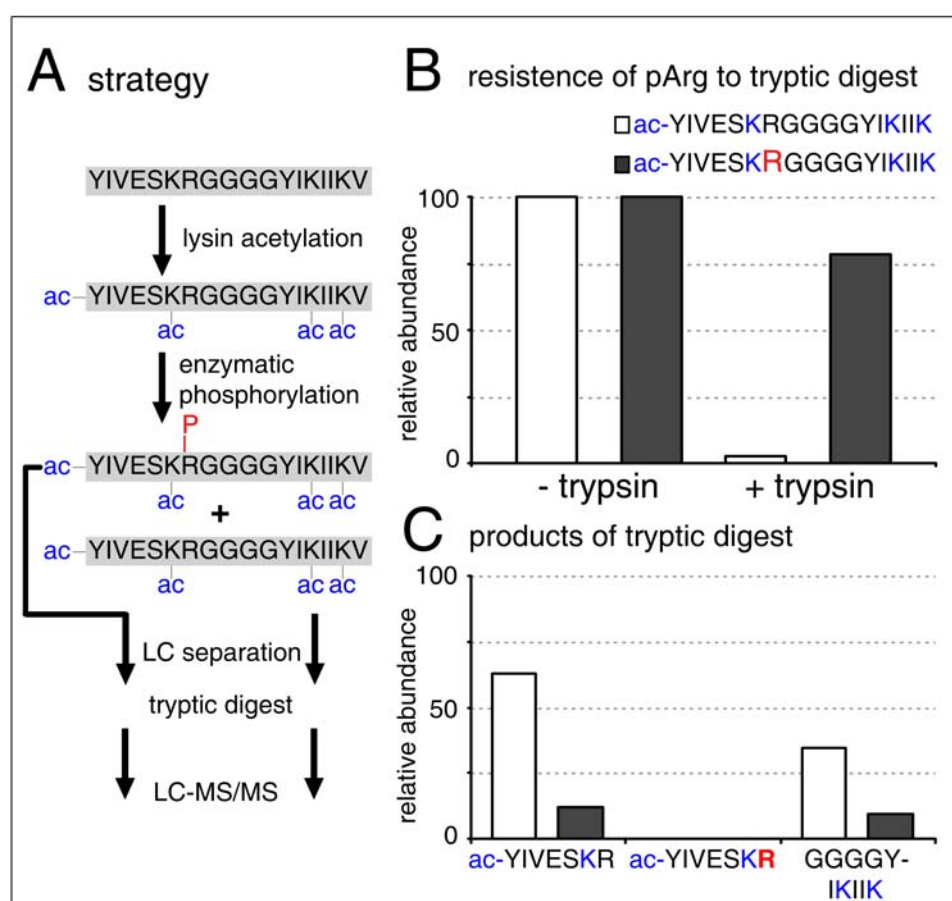 A strategy
YIVESKRGGGGYIKIIKV
lysin acetylation
ac YIVESKRGGGGYIKIIKV
ac ac ac
enzymatic
phosphorylation
P
ac YIVESKRGGGGYIKIIKV
ac ac ac
+
ac YIVESKRGGGGYIKIIKV
ac ac ac
LC separation
tryptic digest
LC-MS/MS
B resistence of pArg to tryptic digest
ac-YIVESKRGGGGYIKIIK
ac-YIVESKRGGGGYIKIIK
relative abundance
100
50
0
- trypsin + trypsin
C products of tryptic digest
relative abundance
100
50
0
ac-YIVESKR ac-YIVESKR GGGGY-
IKIIK